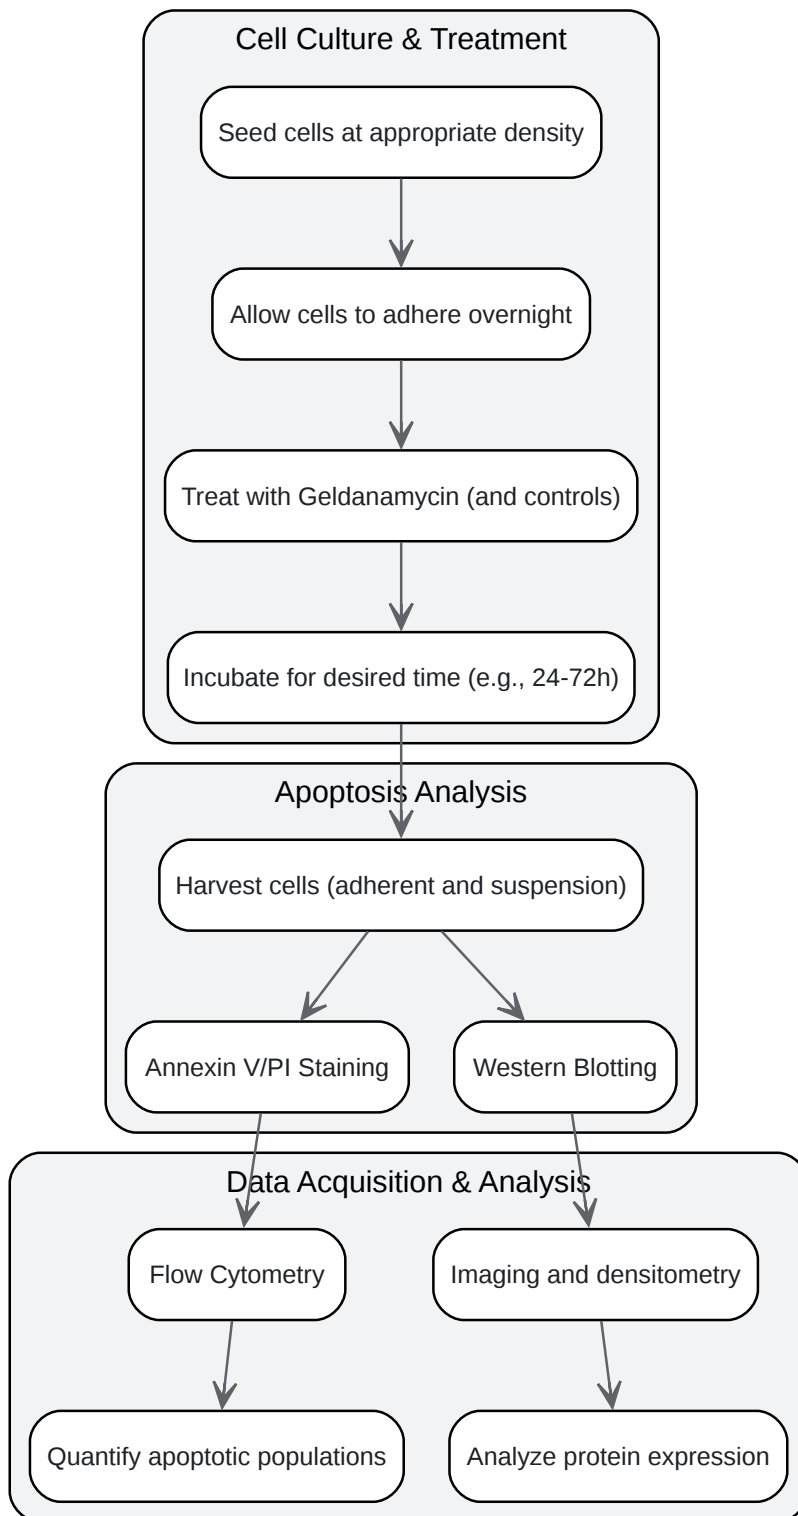 Cell Culture & Treatment
Seed cells at appropriate density
Allow cells to adhere overnight
Treat with Geldanamycin (and controls)
Incubate for desired time (e.g., 24-72h)
Apoptosis Analysis
Harvest cells (adherent and suspension)
Annexin V/PI Staining
Western Blotting
Data Acquisition & Analysis
Flow Cytometry
Imaging and densitometry
Quantify apoptotic populations
Analyze protein expression